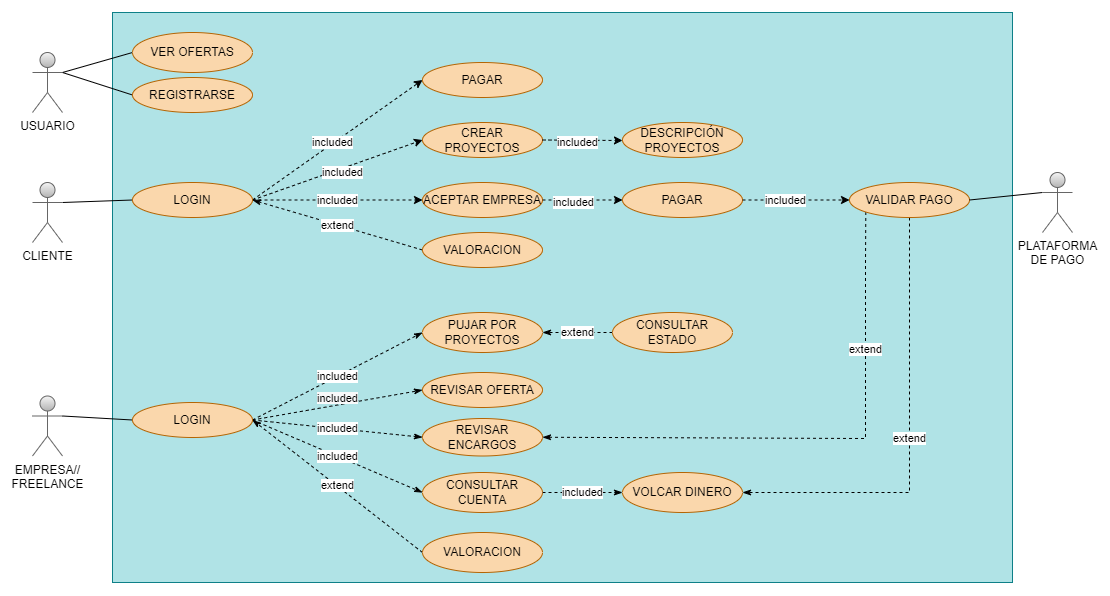 VER OFERTAS
REGISTRARSE
USUARIO
PAGAR
included
CREAR
PROYECTOS
included
DESCRIPCIÓN
PROYECTOS
included
LOGIN
included
ACEPTAR EMPRESA
included
PAGAR
included
VALIDAR PAGO
extend
VALORACION
CLIENTE
PLATAFORMA
DE PAGO
PUJAR POR
PROYECTOS
extend
CONSULTAR
ESTADO
extend
included
REVISAR OFERTA
included
LOGIN
included
REVISAR
ENCARGOS
extend
included
EMPRESA//
FREELANCE
extend
CONSULTAR
CUENTA
included
VOLCAR DINERO
VALORACION